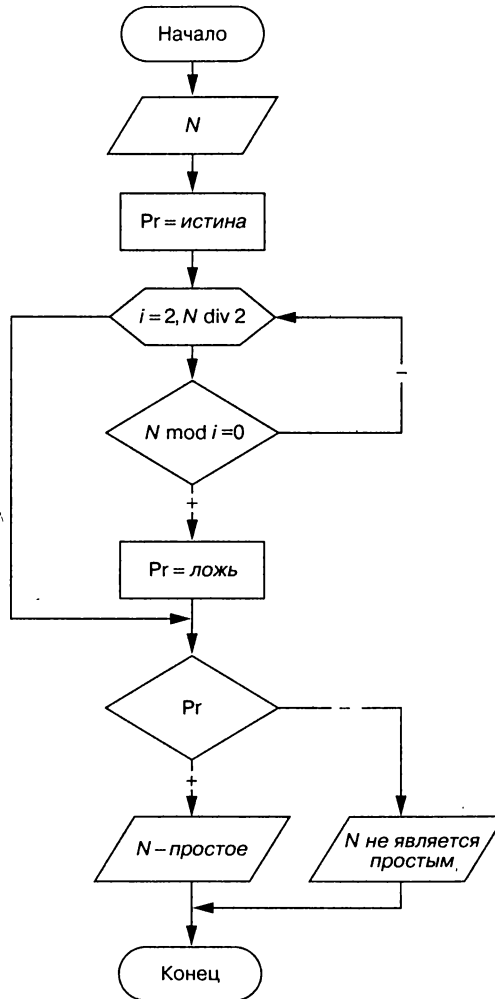 Начало
N
Pr = истина
i = 2, N div 2
–
N mod i =0
+
Pr = ложь
Pr
–
+
N – простое
N не является
простым
Конец